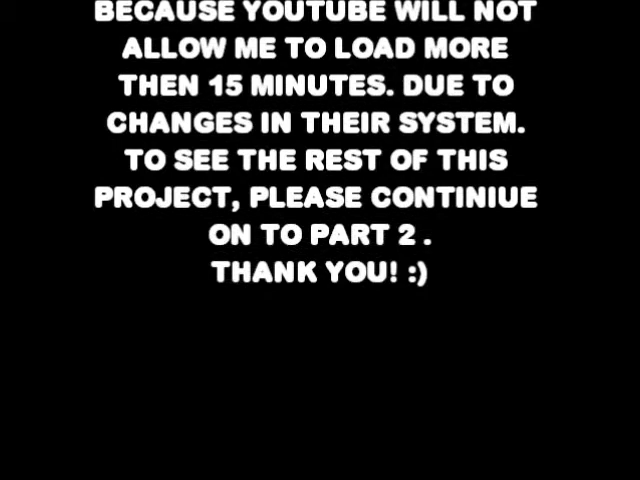 BECAUSE YOUTUBE WILL NOT
ALLOW ME TO LOAD MORE
THEN 15 MINUTES. DUE TO
CHANGES IN THEIR SYSTEM.
TO SEE THE REST OF THIS
PROJECT, PLEASE CONTINIUE
ON TO PART 2 .
THANK YOU! :)